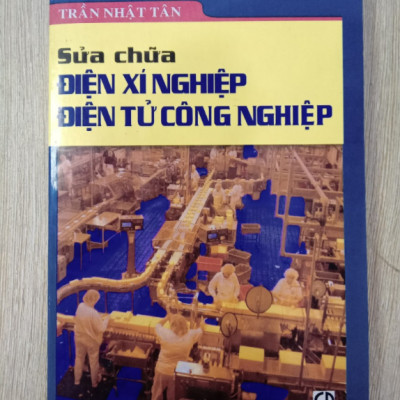 TRẦN NHẬT TÂN
Sửa chữa
ĐIỆN XÍ NGHIỆP
ĐIỆN TỬ CÔNG NGHIỆP